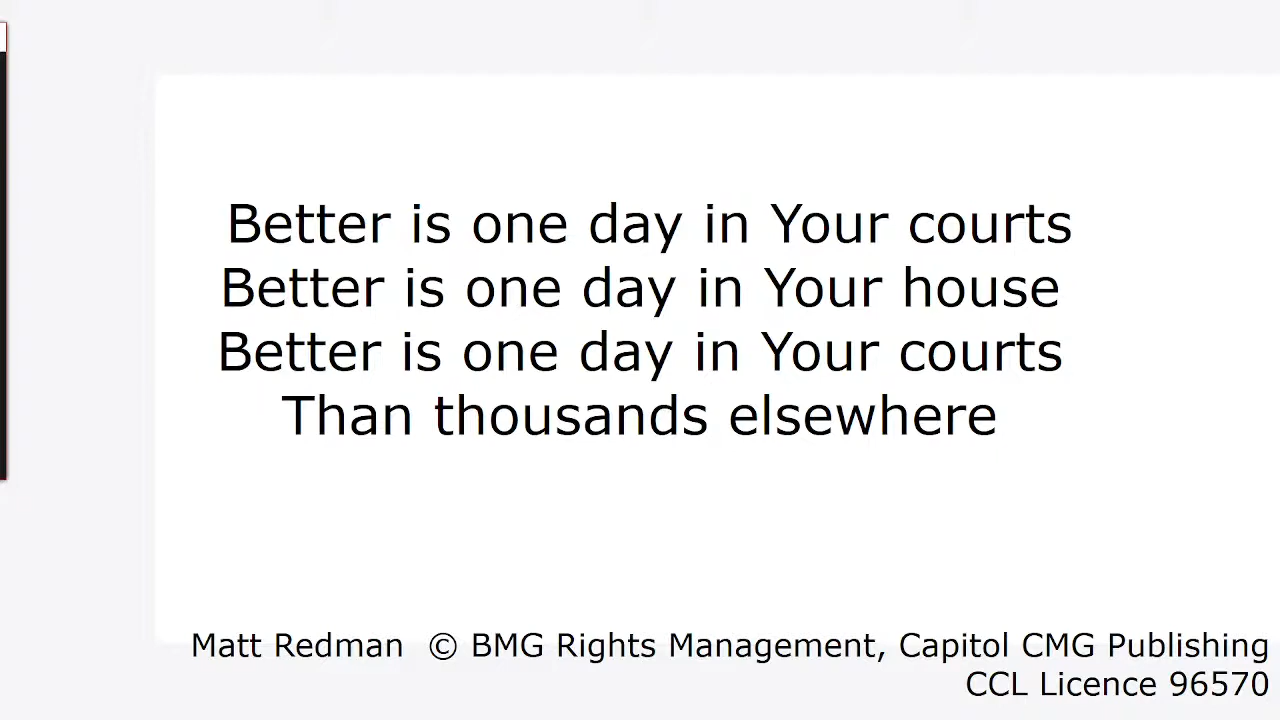 Better is one day in Your courts
Better is one day in Your house
Better is one day in Your courts
Than thousands elsewhere
Matt Redman © BMG Rights Management, Capitol CMG Publishing
CCL Licence 96570